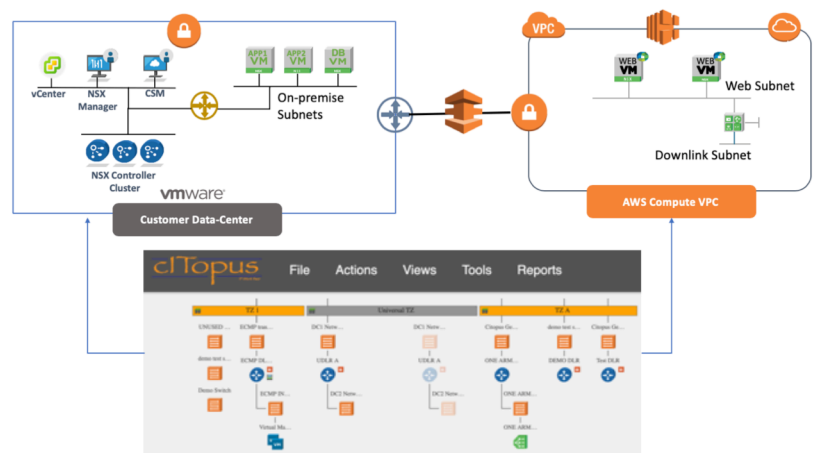 APP1
VM
APP2
VM
DB
VM
vCenter
NSX
Manager
CSM
On-premise
Subnets
NSX Controller
Cluster
vmware
Customer Data-Center
VPC
WEB
VM
WEB
VM
Web Subnet
Downlink Subnet
AWS Compute VPC
cITopus
File Actions Views Tools Reports
TZ 1 Universal TZ TZ A
UNUSED ... ECMP tran... DC1 Netw... DC1 Netw... Citopus Ge... demo test s... Citopus Ge...
demo test s... ECMP DL... UDLR A UDLR A ONE ARM... DEMO DLR Test DLR
Demo Switch ECMP IN... DC2 Netw... DC2 Netw... ONE ARM...
Virtual Ma... ONE ARM...